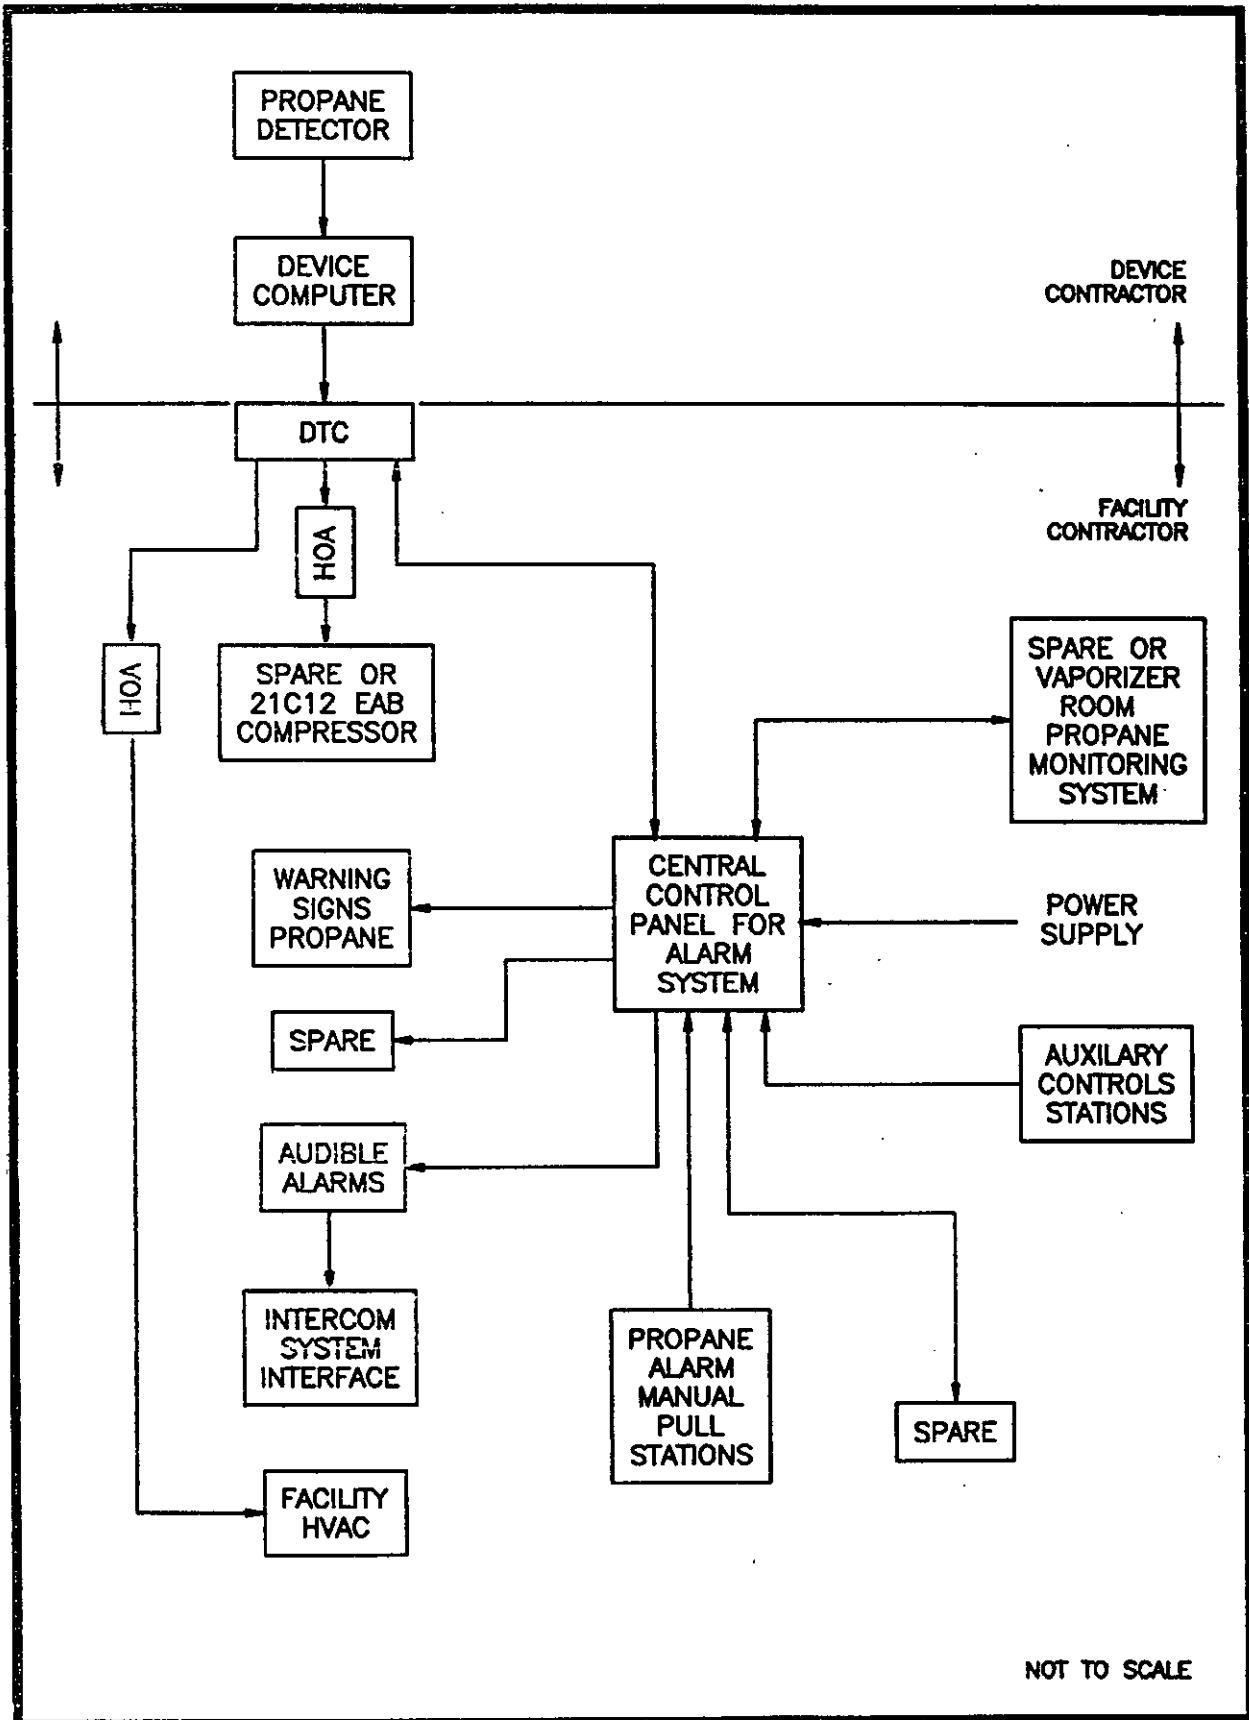 PROPANE
DETECTOR
DEVICE
COMPUTER
DEVICE
CONTRACTOR
DTC
FACILITY
CONTRACTOR
HOA
HOA
SPARE OR
21C12 EAB
COMPRESSOR
SPARE OR
VAPORIZER
ROOM
PROPANE
MONITORING
SYSTEM
CENTRAL
CONTROL
PANEL FOR
ALARM
SYSTEM
WARNING
SIGNS
PROPANE
POWER
SUPPLY
SPARE
AUXILARY
CONTROLS
STATIONS
AUDIBLE
ALARMS
INTERCOM
SYSTEM
INTERFACE
PROPANE
ALARM
MANUAL
PULL
STATIONS
SPARE
FACILITY
HVAC
NOT TO SCALE